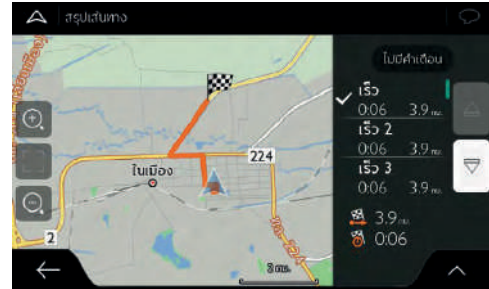 สรุปเส้นทาง
ไม่มีคำเตือน
เร็ว
0:06 3.9 กม.
เร็ว 2
0:06 3.9 กม.
เร็ว 3
0:06 3.9 กม.
3.9 กม.
0:06
224
ในเมือง
2
3 กม.